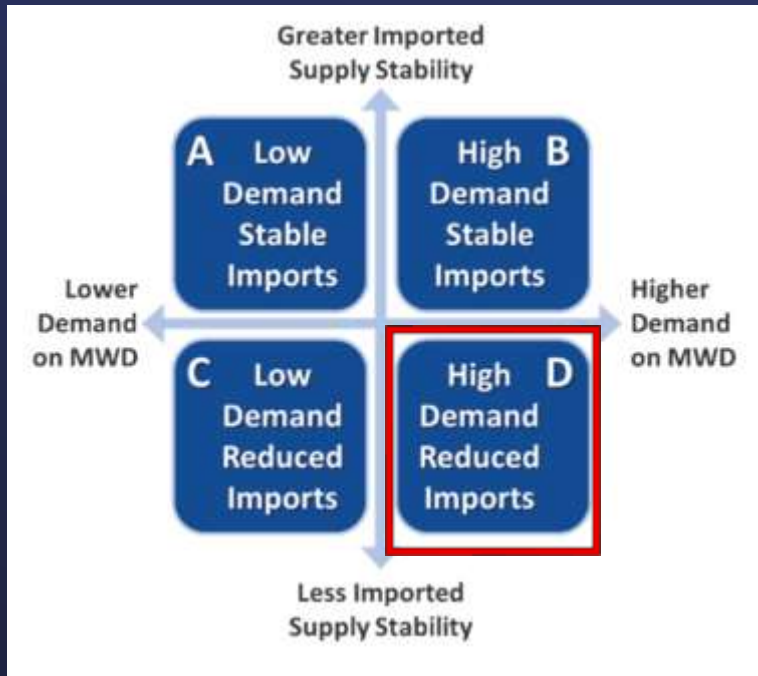 Greater Imported
Supply Stability
A Low
Demand
Stable
Imports
High B
Demand
Stable
Imports
Lower
Demand
on MWD
Higher
Demand
on MWD
C Low
Demand
Reduced
Imports
High D
Demand
Reduced
Imports
Less Imported
Supply Stability